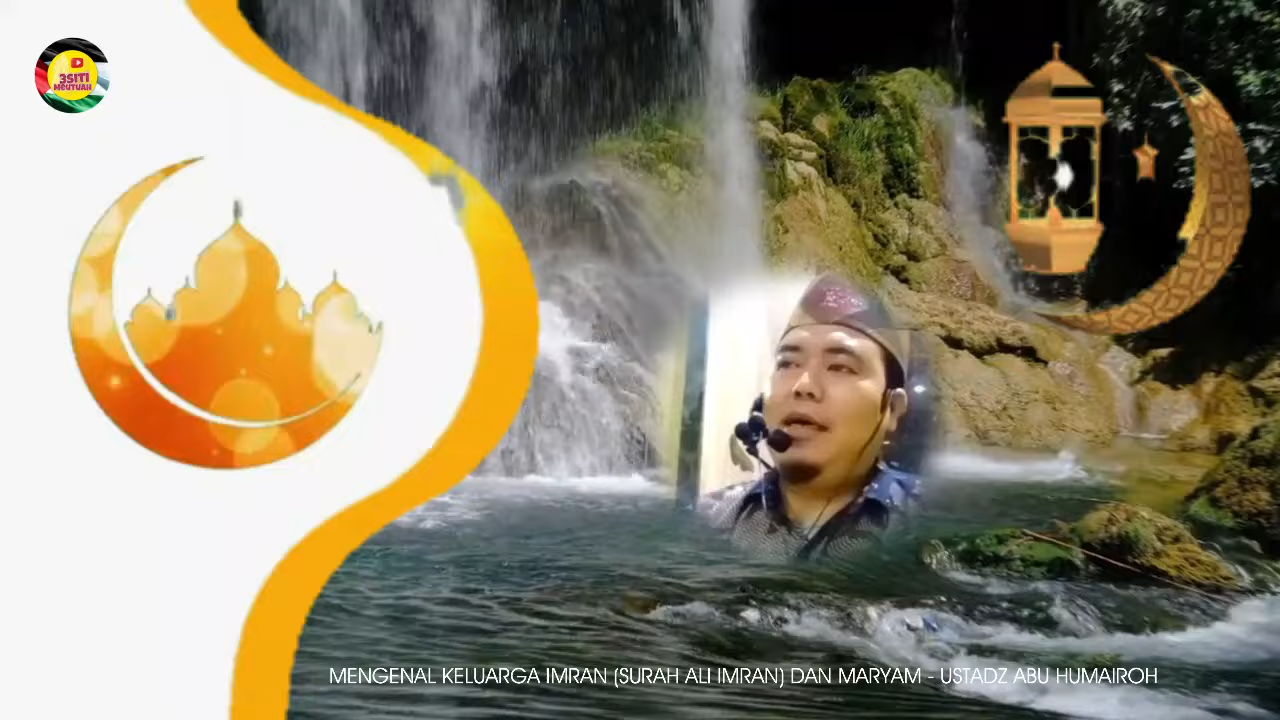 3SITI
MEUTUAH
MENGENAL KELUARGA IMRAN (SURAH ALI IMRAN) DAN MARYAM - USTADZ ABU HUMAIROH